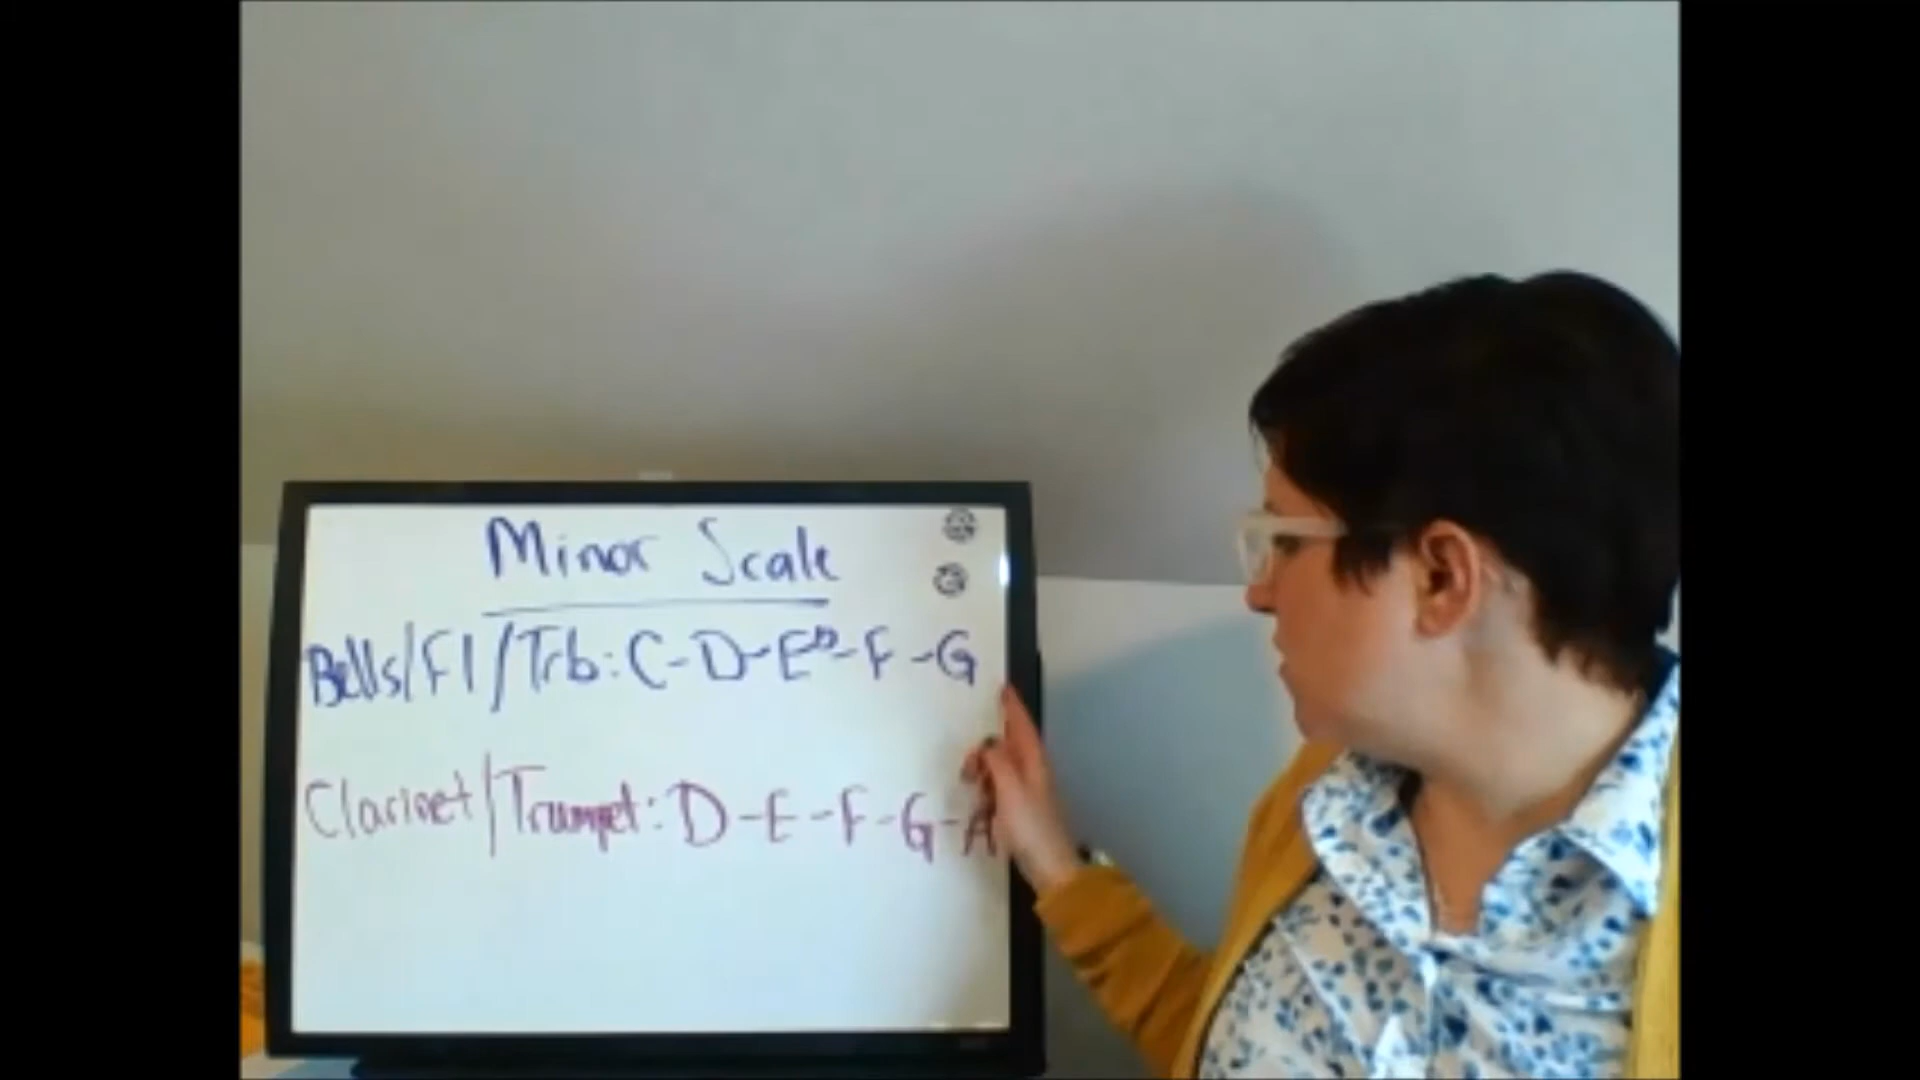 Minor Scale
Bells/Fl/Trb: C-D-E♭-F-G
Clarinet/Trumpet: D-E-F-G-A